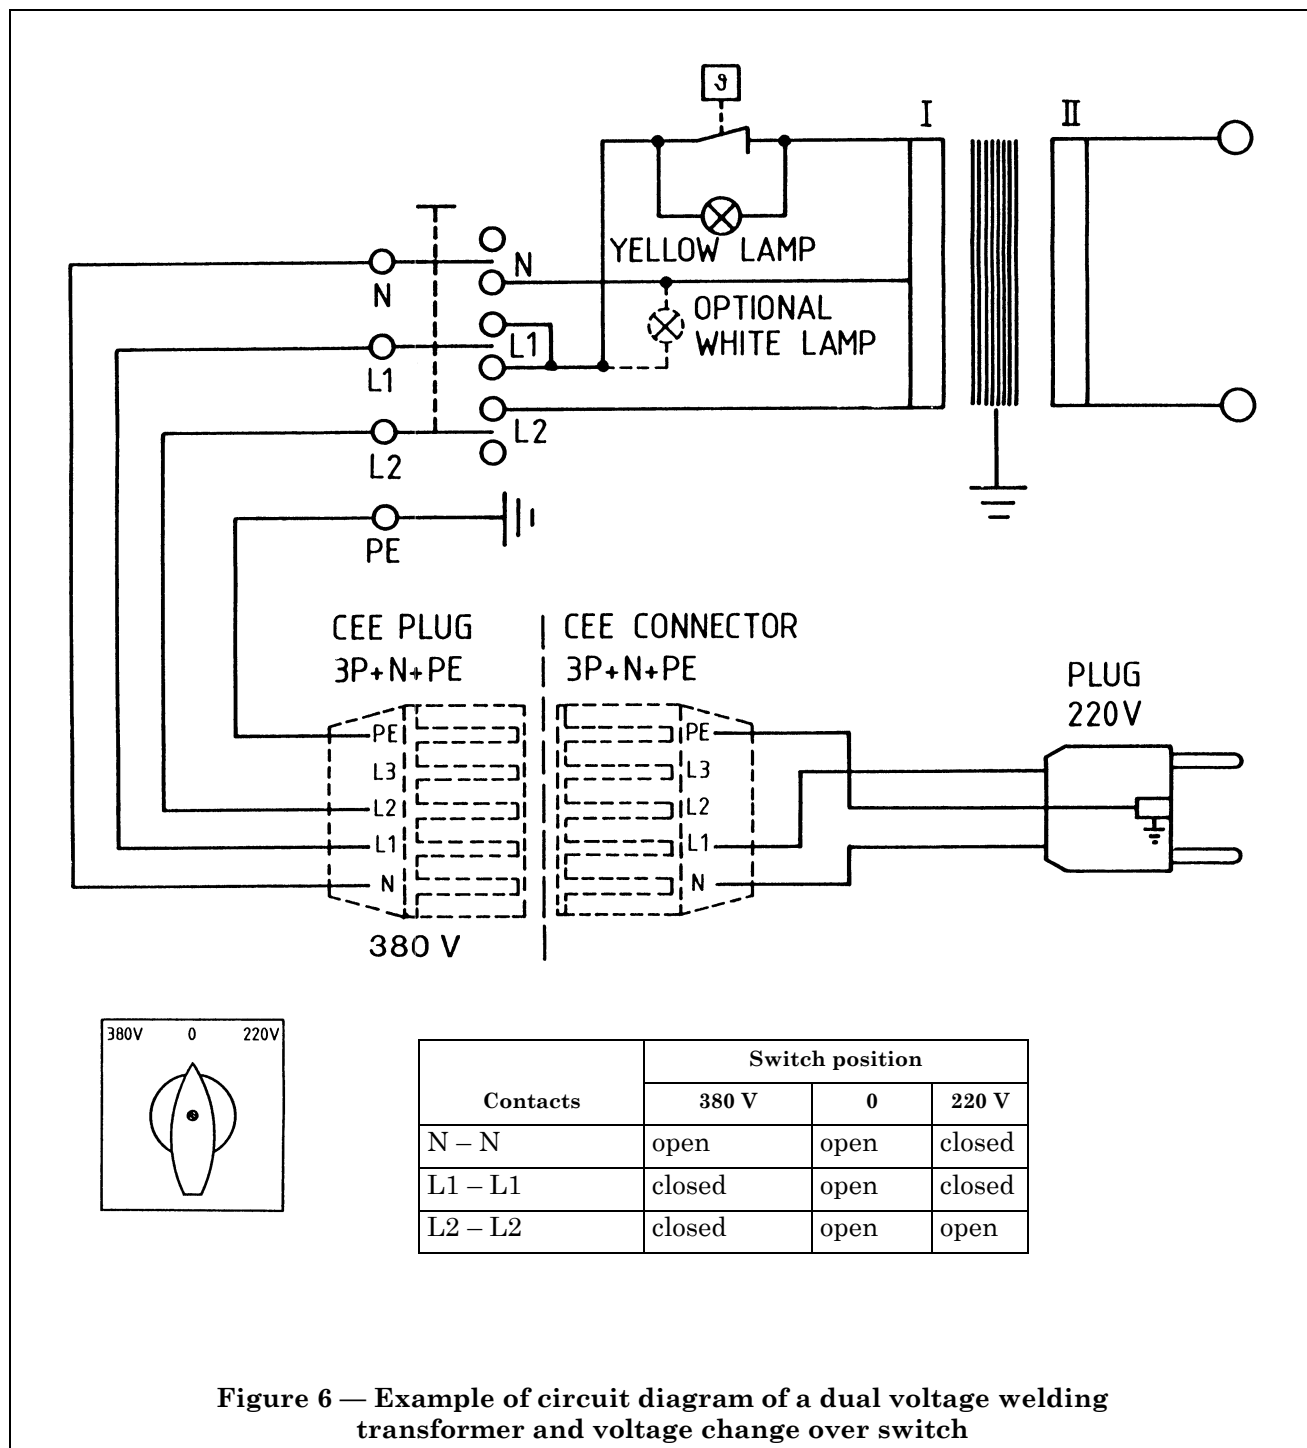 ϑ
I
II
YELLOW LAMP
N
N
OPTIONAL
WHITE LAMP
L1
L1
L2
L2
PE
CEE PLUG
3P+N+PE
CEE CONNECTOR
3P+N+PE
PLUG
220V
PE
L3
L2
L1
N
PE
L3
L2
L1
N
380 V
380V 0 220V
Contacts Switch position
380 V 0 220 V
N – N open open closed
L1 – L1 closed open closed
L2 – L2 closed open open
Figure 6 — Example of circuit diagram of a dual voltage welding
transformer and voltage change over switch